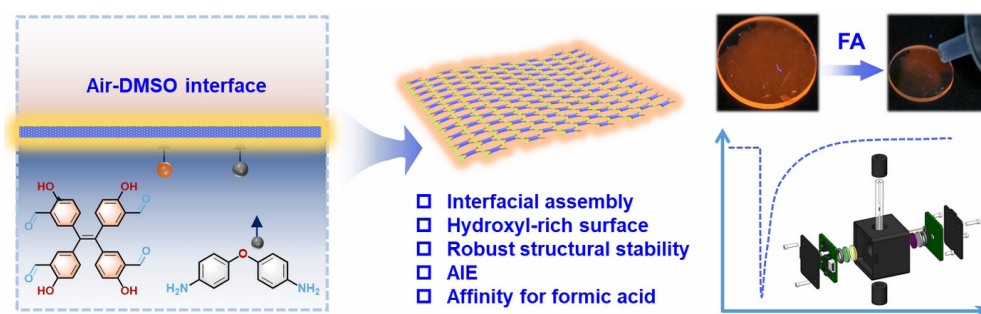 Air-DMSO interface
HO
OH
O
O
O
O
HO
OH
O
H₂N
NH₂
Interfacial assembly
Hydroxyl-rich surface
Robust structural stability
AIE
Affinity for formic acid
FA